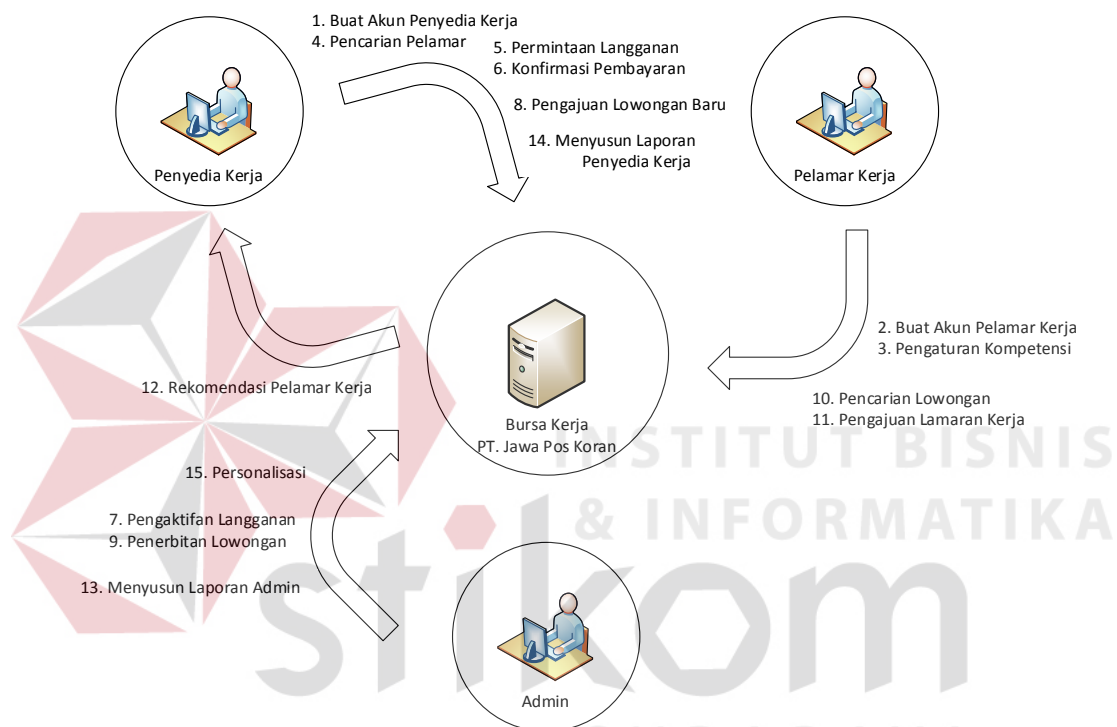 1. Buat Akun Penyedia Kerja
4. Pencarian Pelamar
5. Permintaan Langganan
6. Konfirmasi Pembayaran
8. Pengajuan Lowongan Baru
14. Menyusun Laporan
Penyedia Kerja
Penyedia Kerja
Pelamar Kerja
2. Buat Akun Pelamar Kerja
3. Pengaturan Kompetensi
10. Pencarian Lowongan
11. Pengajuan Lamaran Kerja
12. Rekomendasi Pelamar Kerja
Bursa Kerja
PT. Jawa Pos Koran
15. Personalisasi
7. Pengaktifan Langganan
9. Penerbitan Lowongan
13. Menyusun Laporan Admin
Admin
INSTITUT BISNIS
& INFORMATIKA
stikom